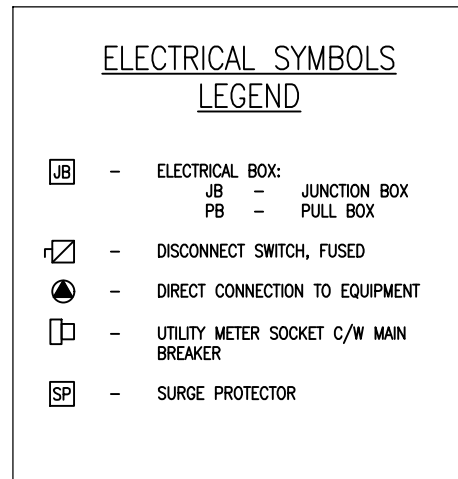 ELECTRICAL SYMBOLS
LEGEND
JB – ELECTRICAL BOX:
JB – JUNCTION BOX
PB – PULL BOX
– DISCONNECT SWITCH, FUSED
– DIRECT CONNECTION TO EQUIPMENT
– UTILITY METER SOCKET C/W MAIN
BREAKER
SP – SURGE PROTECTOR